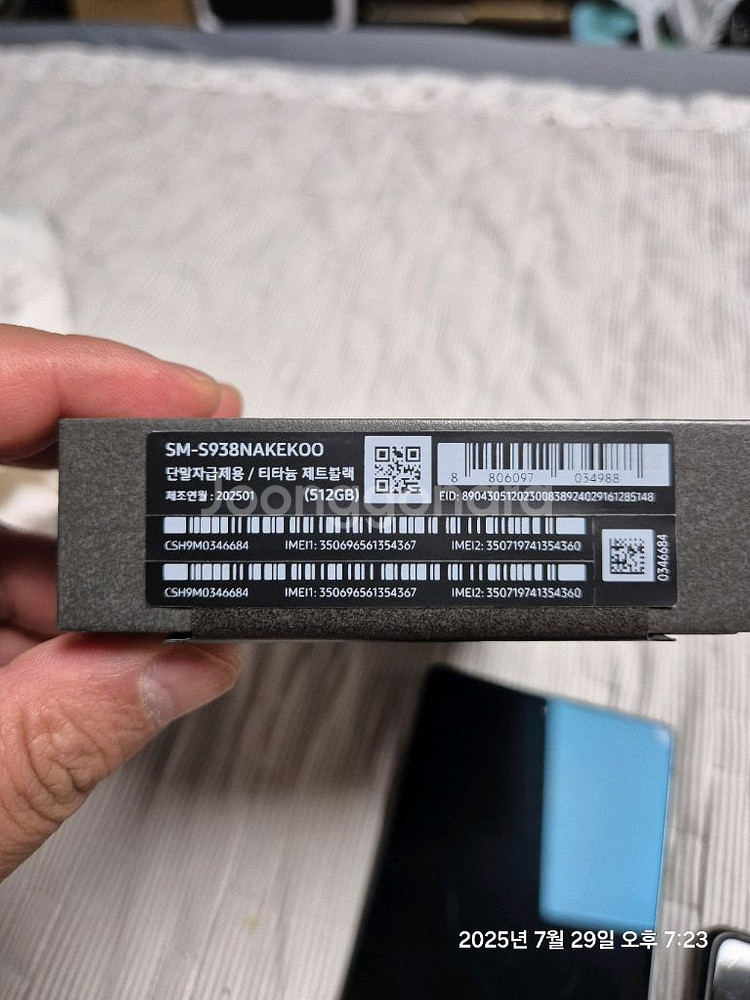 SM-S938NAKEKOO
단말자급제용 / 티타늄 제트블랙
제조연월 : 202501 (512GB)
8 806097 034988
EID: 89043051202300838924029161285148
CSH9M0346684 IMEI1: 350696561354367 IMEI2: 350719741354360
CSH9M0346684 IMEI1: 350696561354367 IMEI2: 350719741354360
0346684
Joonggonara
2025년 7월 29일 오후 7:23